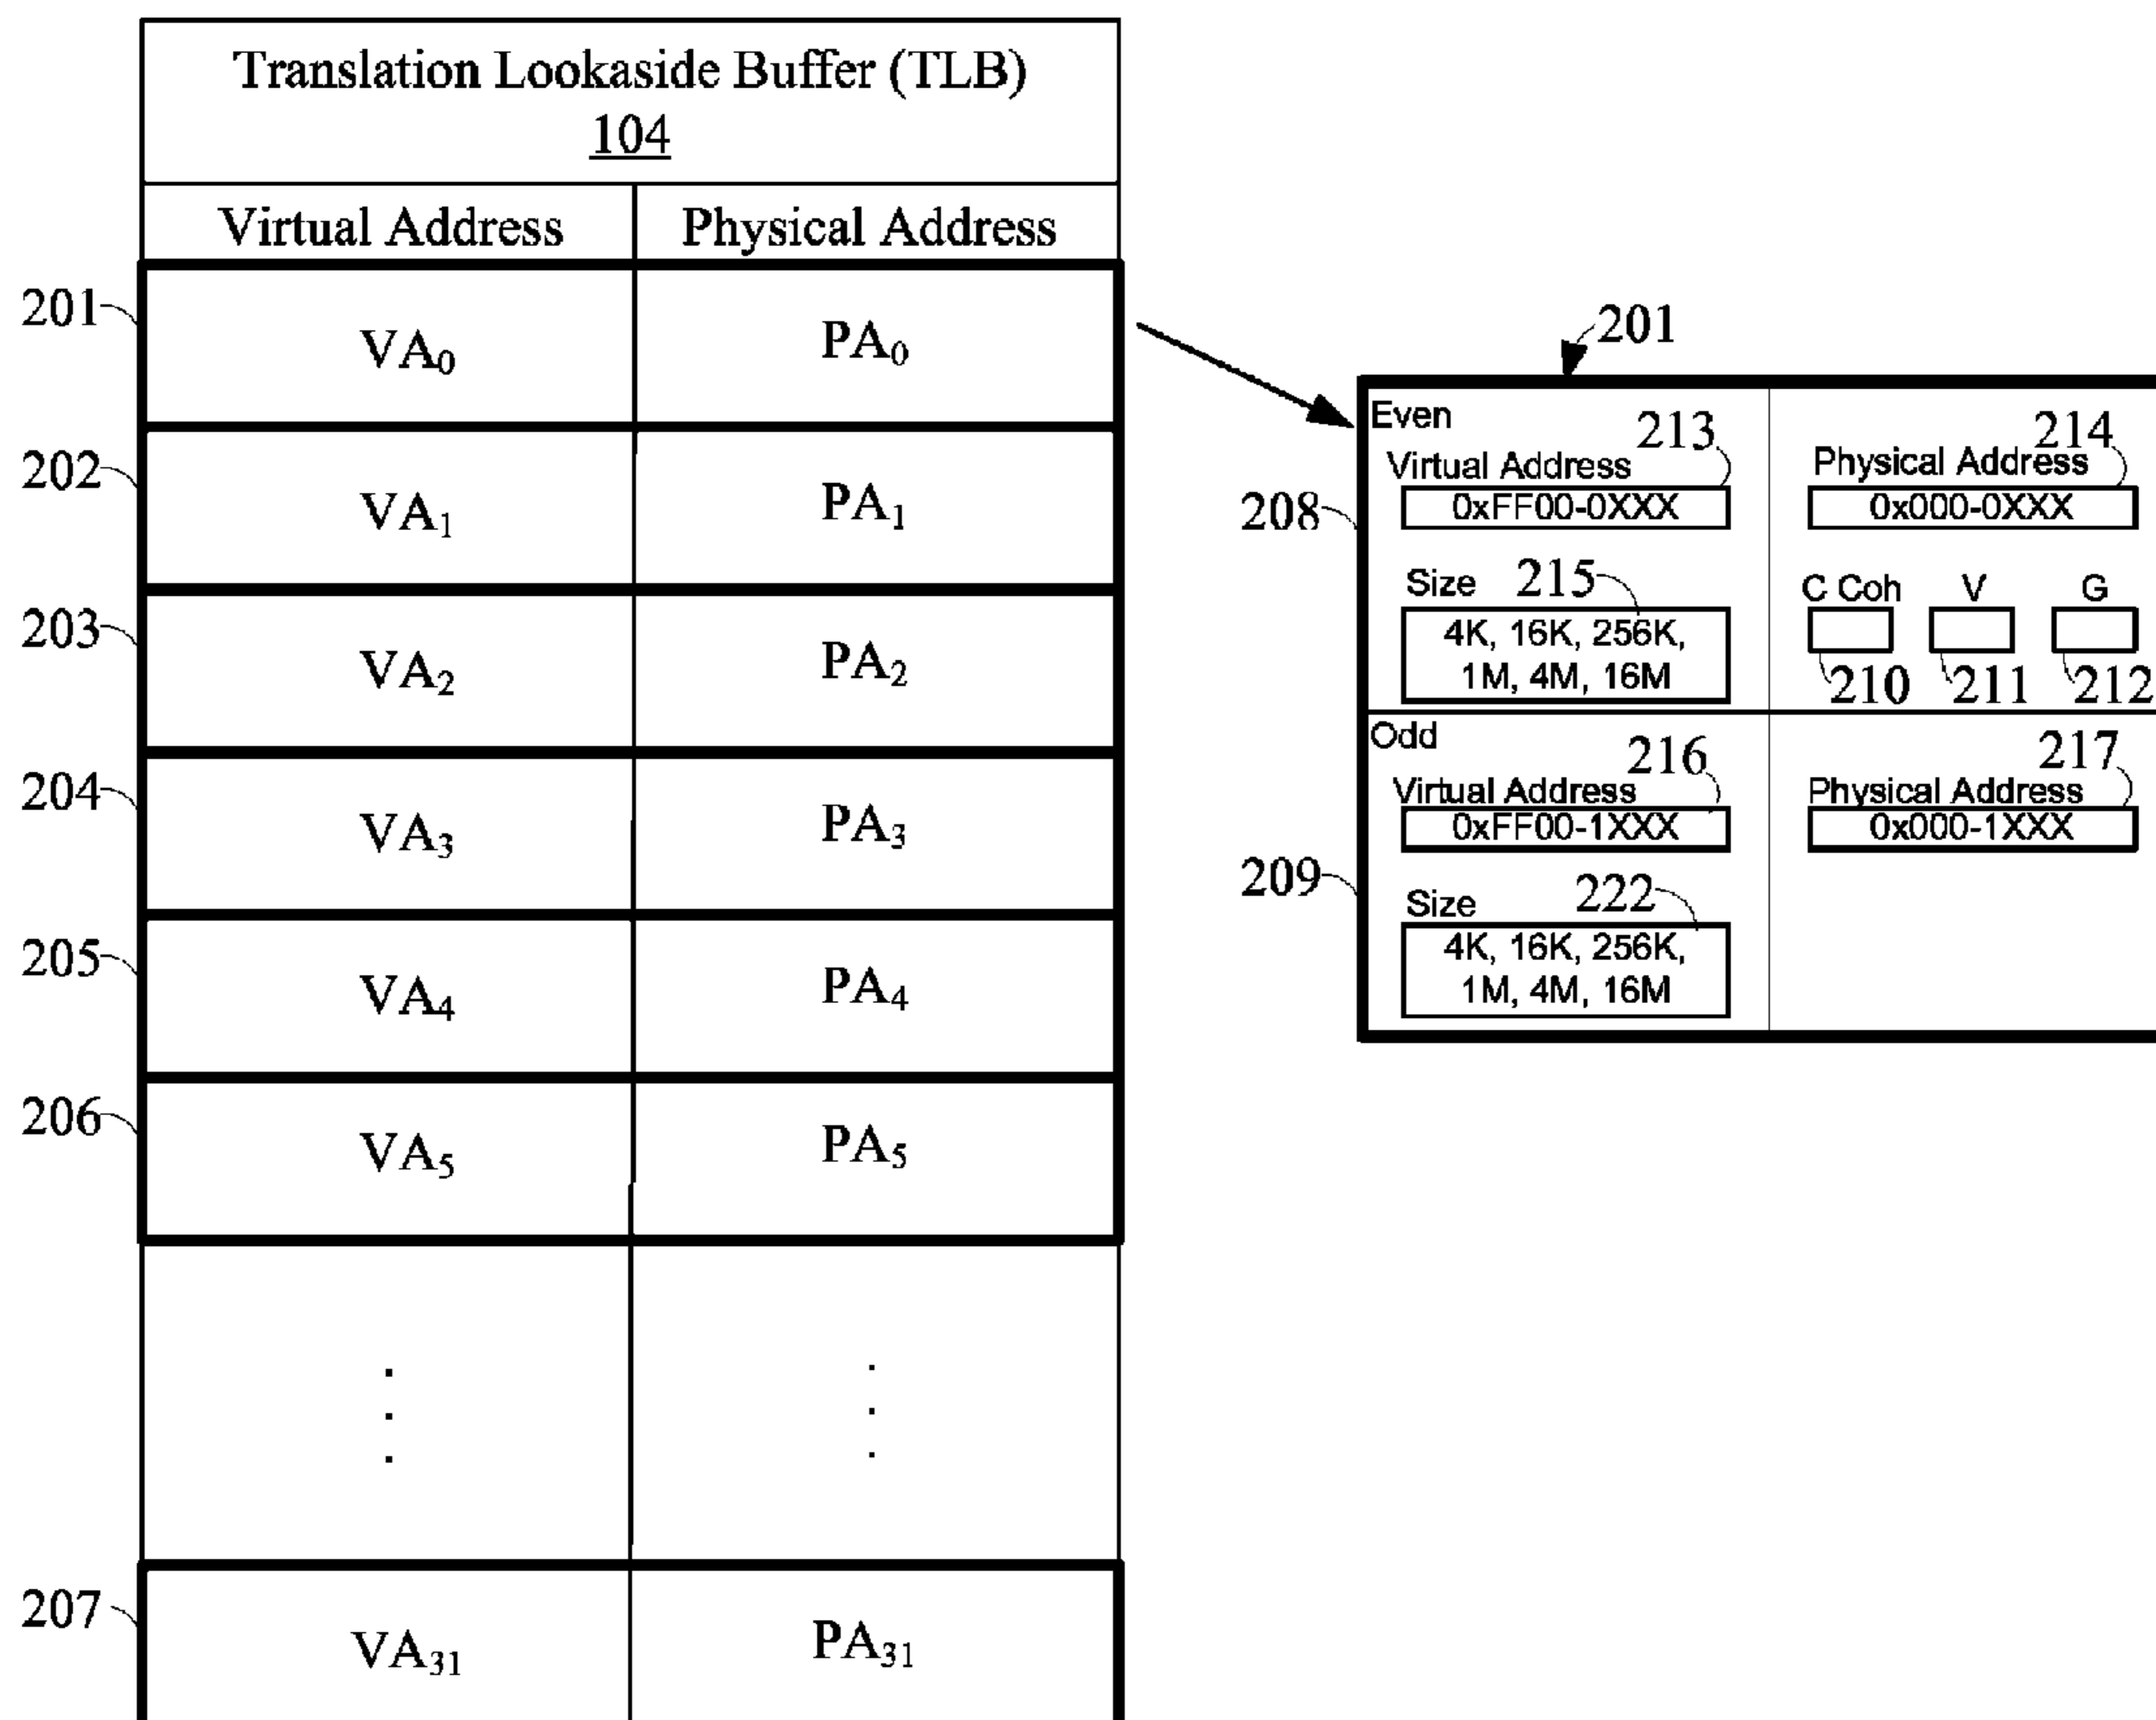 Translation Lookaside Buffer (TLB)
104
Virtual Address Physical Address
201 VA0 PA0
202 VA1 PA1
203 VA2 PA2
204 VA3 PA3
205 VA4 PA4
206 VA5 PA5
. .
. .
. .
207 VA31 PA31
201
Even
213 214
Virtual Address Physical Address
208 0xFF00-0XXX 0x000-0XXX
Size 215 C Coh V G
4K, 16K, 256K,
1M, 4M, 16M
210 211 212
Odd
216 217
Virtual Address Physical Address
0xFF00-1XXX 0x000-1XXX
209
Size 222
4K, 16K, 256K,
1M, 4M, 16M